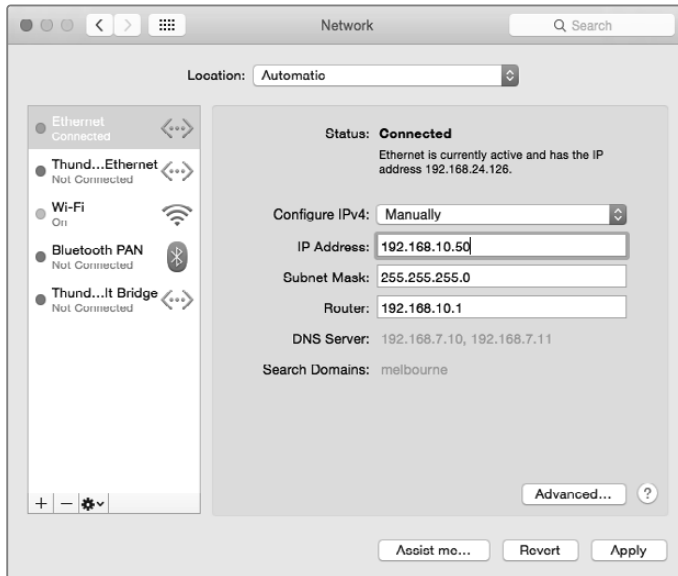 Network
Search
Location: Automatic
Ethernet
Connected
Thund...Ethernet
Not Connected
Wi-Fi
On
Bluetooth PAN
Not Connected
Thund...lt Bridge
Not Connected
Status: Connected
Ethernet is currently active and has the IP
address 192.168.24.126.
Configure IPv4: Manually
IP Address: 192.168.10.50
Subnet Mask: 255.255.255.0
Router: 192.168.10.1
DNS Server: 192.168.7.10, 192.168.7.11
Search Domains: melbourne
Advanced... ?
Assist me... Revert Apply